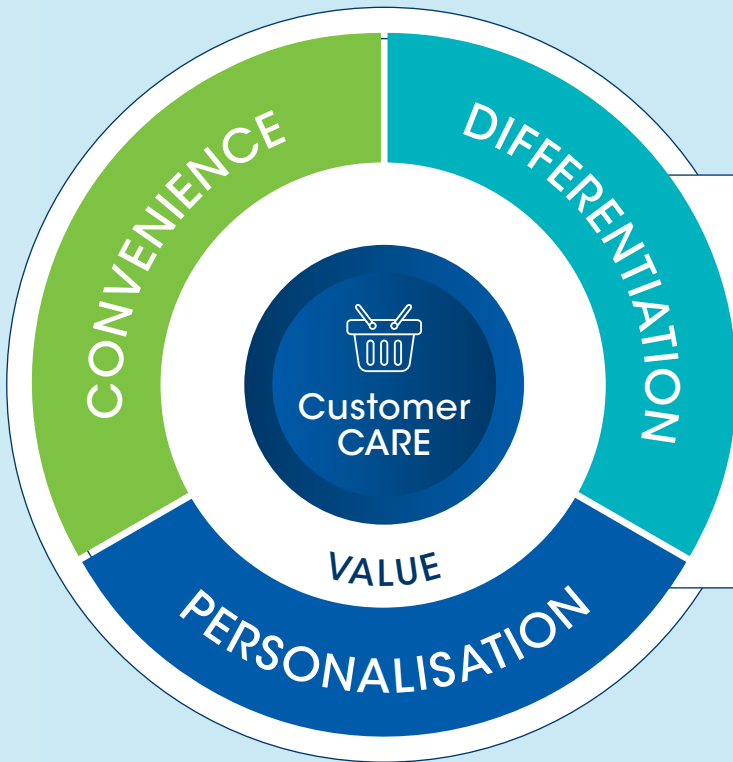 CONVENIENCE
DIFFERENTIATION
Customer
CARE
VALUE
PERSONALISATION